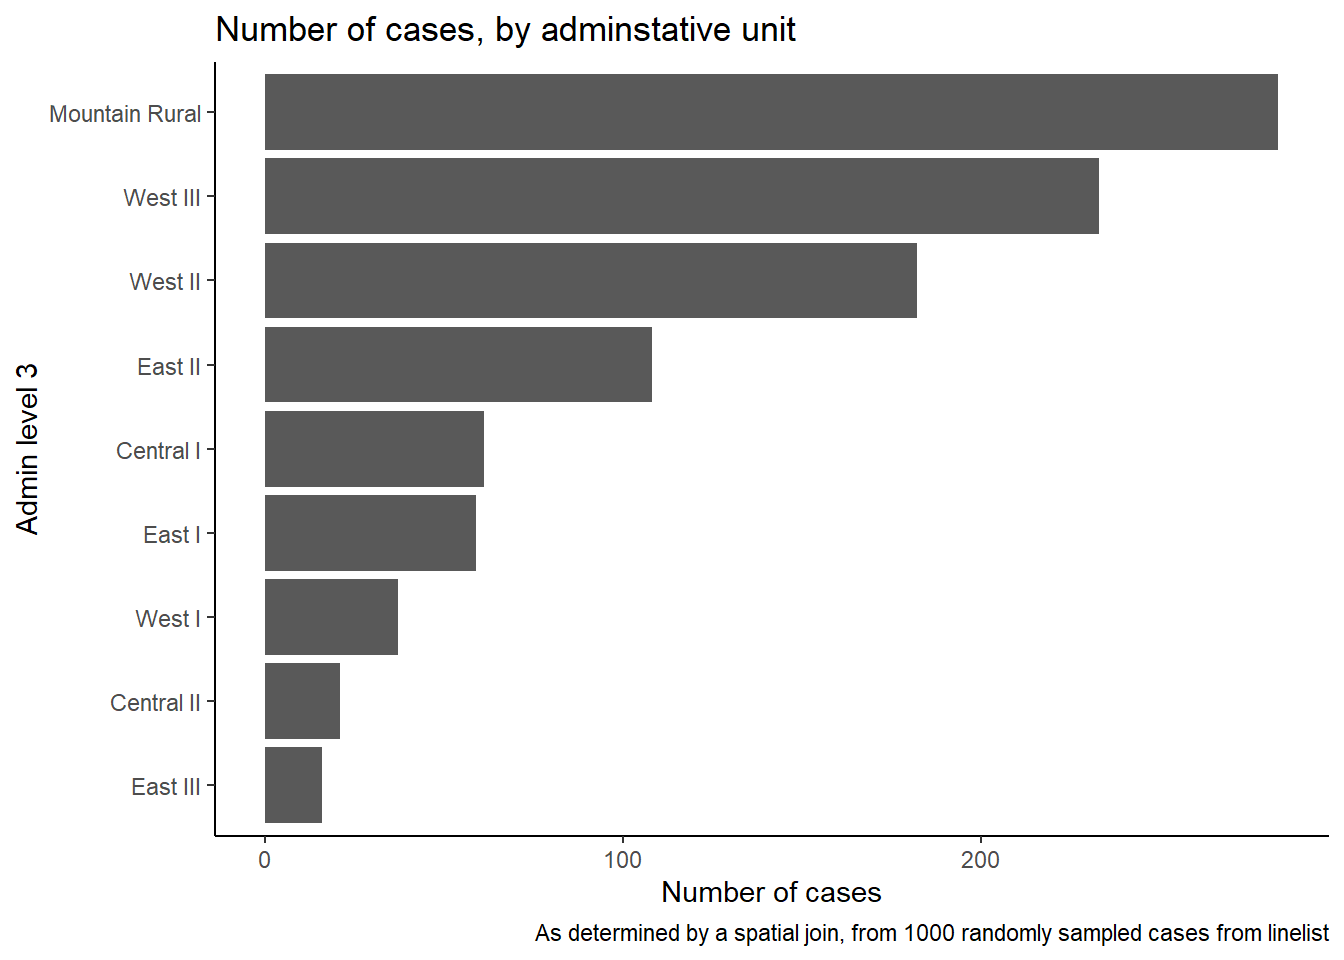 Number of cases, by adminstative unit
Admin level 3
Mountain Rural
West III
West II
East II
Central I
East I
West I
Central II
East III
0 100 200
Number of cases
As determined by a spatial join, from 1000 randomly sampled cases from linelist